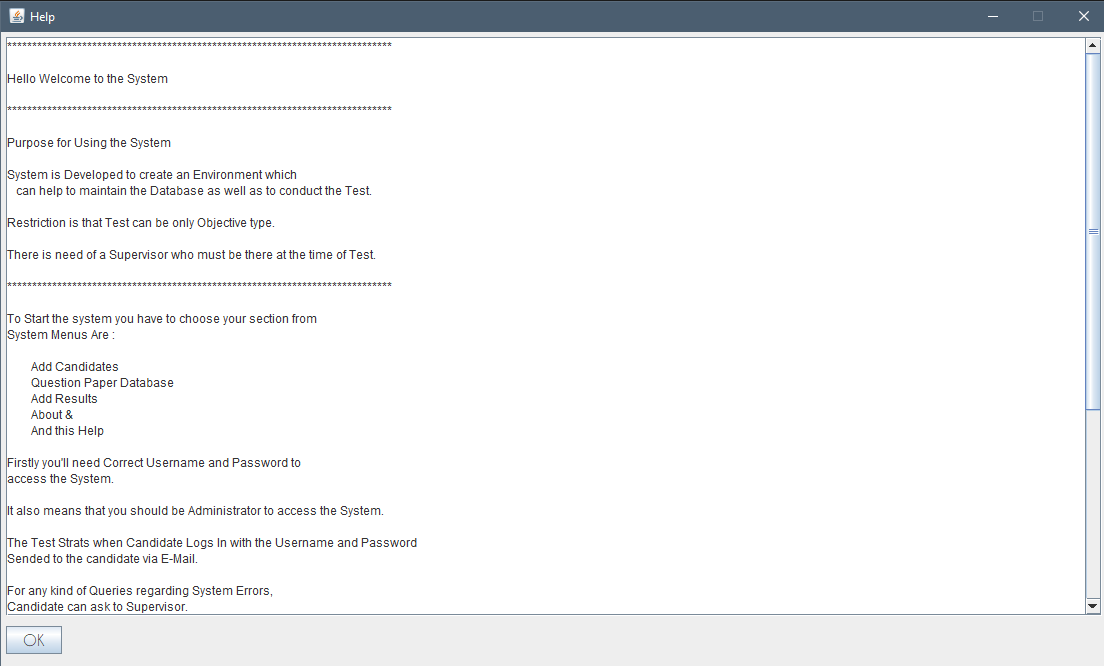 Help
*****************************************************************************
Hello Welcome to the System
*****************************************************************************
Purpose for Using the System
System is Developed to create an Environment which
can help to maintain the Database as well as to conduct the Test.
Restriction is that Test can be only Objective type.
There is need of a Supervisor who must be there at the time of Test.
*****************************************************************************
To Start the system you have to choose your section from
System Menus Are :
Add Candidates
Question Paper Database
Add Results
About &
And this Help
Firstly you'll need Correct Username and Password to
access the System.
It also means that you should be Administrator to access the System.
The Test Strats when Candidate Logs In with the Username and Password
Sended to the candidate via E-Mail.
For any kind of Queries regarding System Errors,
Candidate can ask to Supervisor.
OK